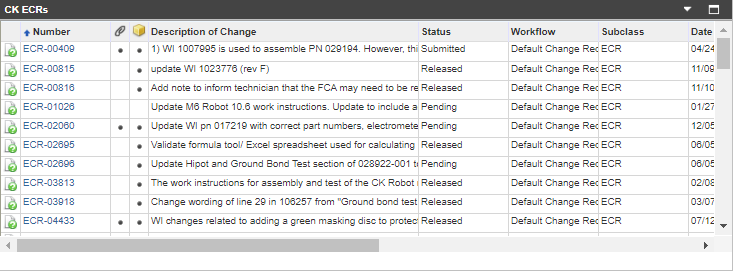 CK ECRs
Number Description of Change Status Workflow Subclass Date
ECR-00409 1) WI 1007995 is used to assemble PN 029194. However, thi Submitted Default Change Rec ECR 04/24
ECR-00815 update WI 1023776 (rev F) Released Default Change Rec ECR 11/09
ECR-00816 Add note to inform technician that the FCA may need to be re Released Default Change Rec ECR 11/10
ECR-01026 Update M6 Robot 10.6 work instructions. Update to include a Pending Default Change Rec ECR 01/27
ECR-02060 Update WI pn 017219 with correct part numbers, electromete Pending Default Change Rec ECR 12/05
ECR-02695 Validate formula tool/ Excel spreadsheet used for calculating Released Default Change Rec ECR 06/05
ECR-02696 Update Hipot and Ground Bond Test section of 028922-001 to Pending Default Change Rec ECR 06/05
ECR-03813 The work instructions for assembly and test of the CK Robot Released Default Change Rec ECR 02/08
ECR-03918 Change wording of line 29 in 106257 from "Ground bond test Released Default Change Rec ECR 03/07
ECR-04433 WI changes related to adding a green masking disc to protec Released Default Change Rec ECR 07/12